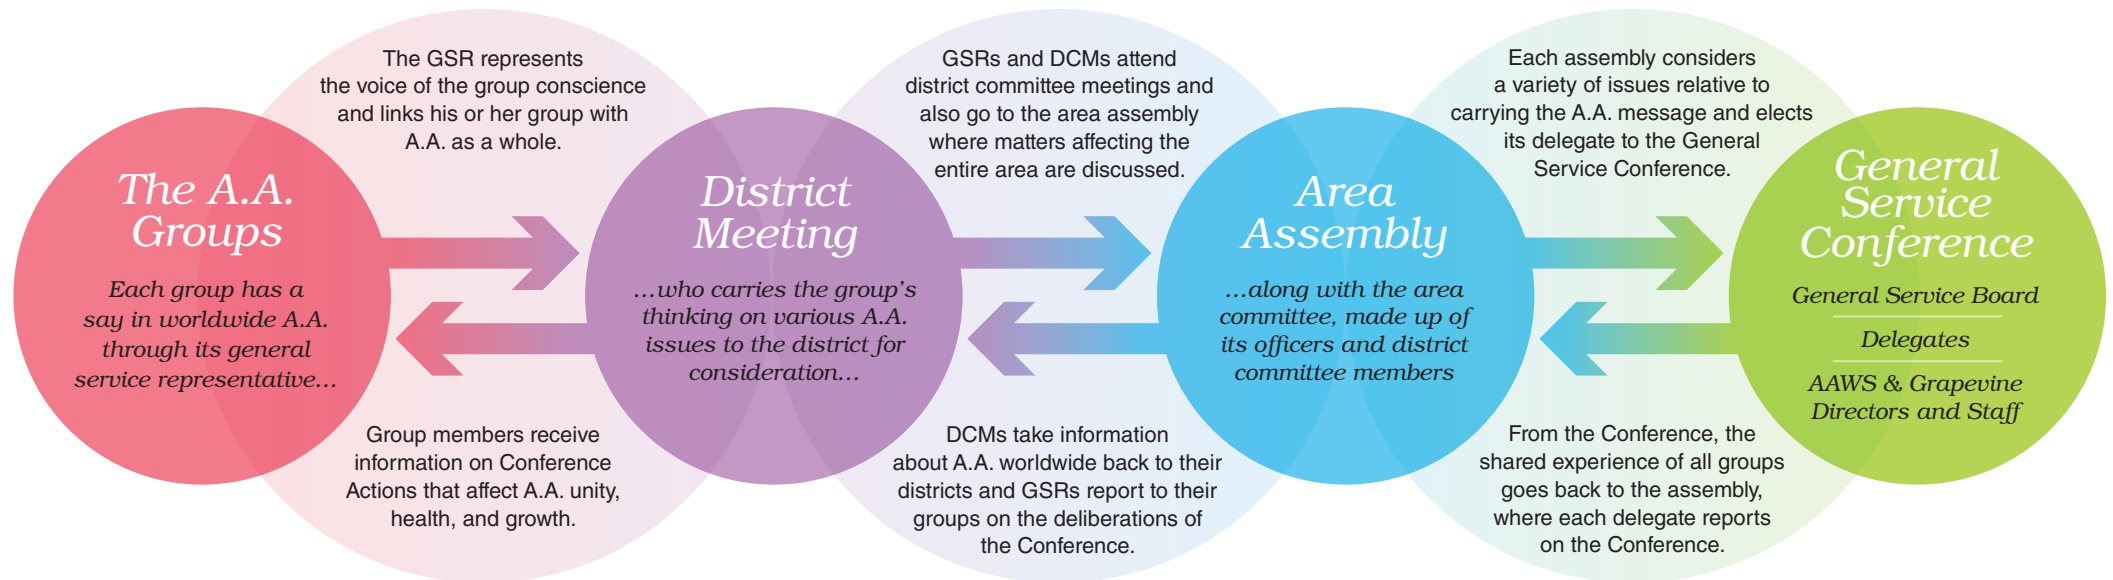 The GSR represents
the voice of the group conscience
and links his or her group with
A.A. as a whole.
GSRs and DCMs attend
district committee meetings and
also go to the area assembly
where matters affecting the
entire area are discussed.
Each assembly considers
a variety of issues relative to
carrying the A.A. message and elects
its delegate to the General
Service Conference.
The A.A.
Groups
Each group has a
say in worldwide A.A.
through its general
service representative…
District
Meeting
…who carries the group’s
thinking on various A.A.
issues to the district for
consideration…
Area
Assembly
…along with the area
committee, made up of
its officers and district
committee members
General
Service
Conference
General Service Board
Delegates
AAWS & Grapevine
Directors and Staff
Group members receive
information on Conference
Actions that affect A.A. unity,
health, and growth.
DCMs take information
about A.A. worldwide back to their
districts and GSRs report to their
groups on the deliberations of
the Conference.
From the Conference, the
shared experience of all groups
goes back to the assembly,
where each delegate reports
on the Conference.